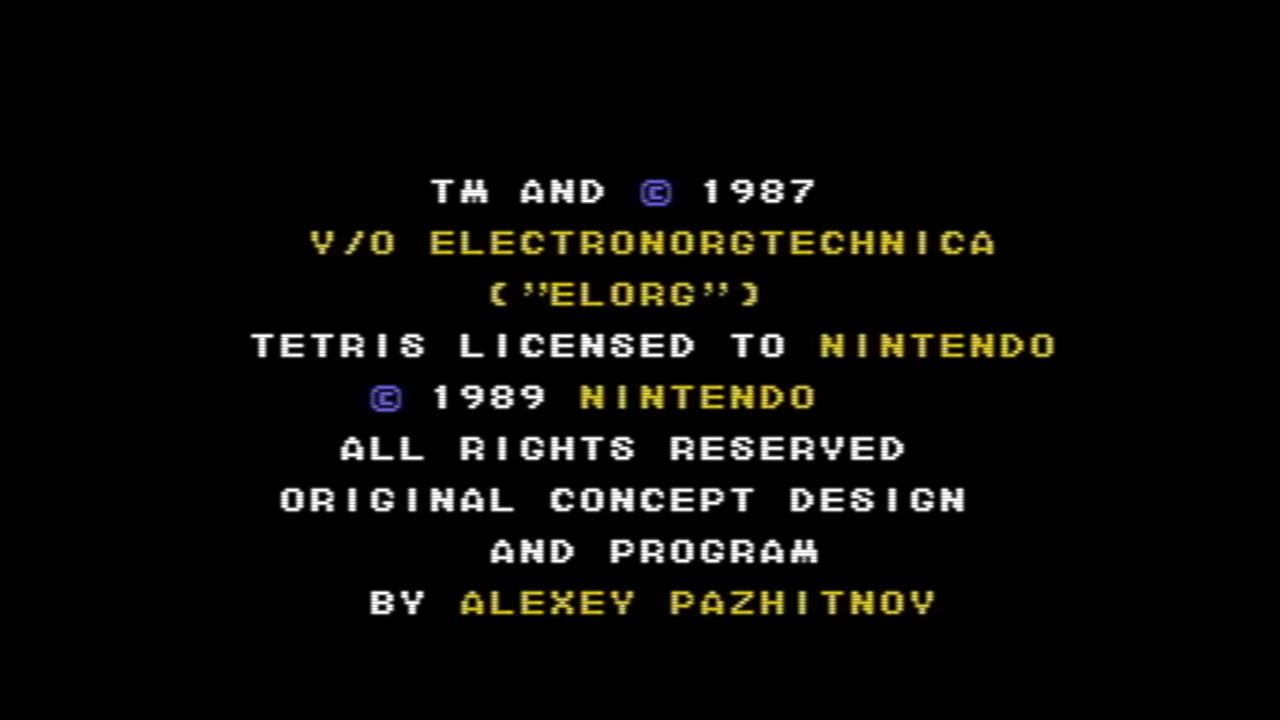 TM AND © 1987
V/O ELECTRONORGTECHNICA
("ELORG")
TETRIS LICENSED TO NINTENDO
© 1989 NINTENDO
ALL RIGHTS RESERVED
ORIGINAL CONCEPT DESIGN
AND PROGRAM
BY ALEXEY PAZHITNOV